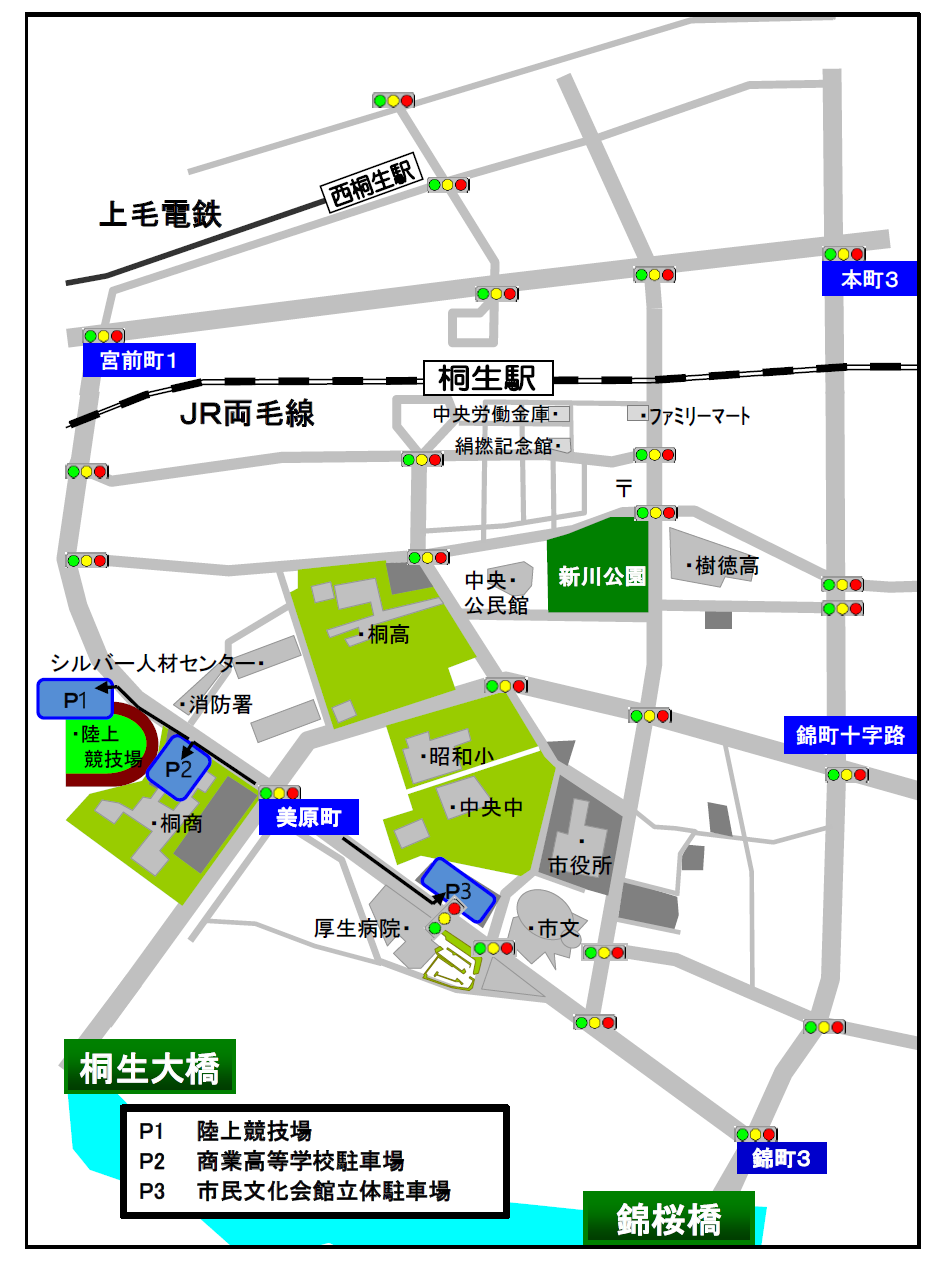 西桐生駅
上毛電鉄
本町３
宮前町１
桐生駅
ＪＲ両毛線
中央労働金庫・
・ファミリーマート
絹撚記念館・
〒
新川公園
・樹徳高
中央・
公民館
・桐高
シルバー人材センター・
P1
・消防署
・陸上
競技場
P2
錦町十字路
・昭和小
・中央中
美原町
・桐商
・
市役所
P3
厚生病院・
・市文
桐生大橋
P1 陸上競技場
P2 商業高等学校駐車場
P3 市民文化会館立体駐車場
錦町３
錦桜橋